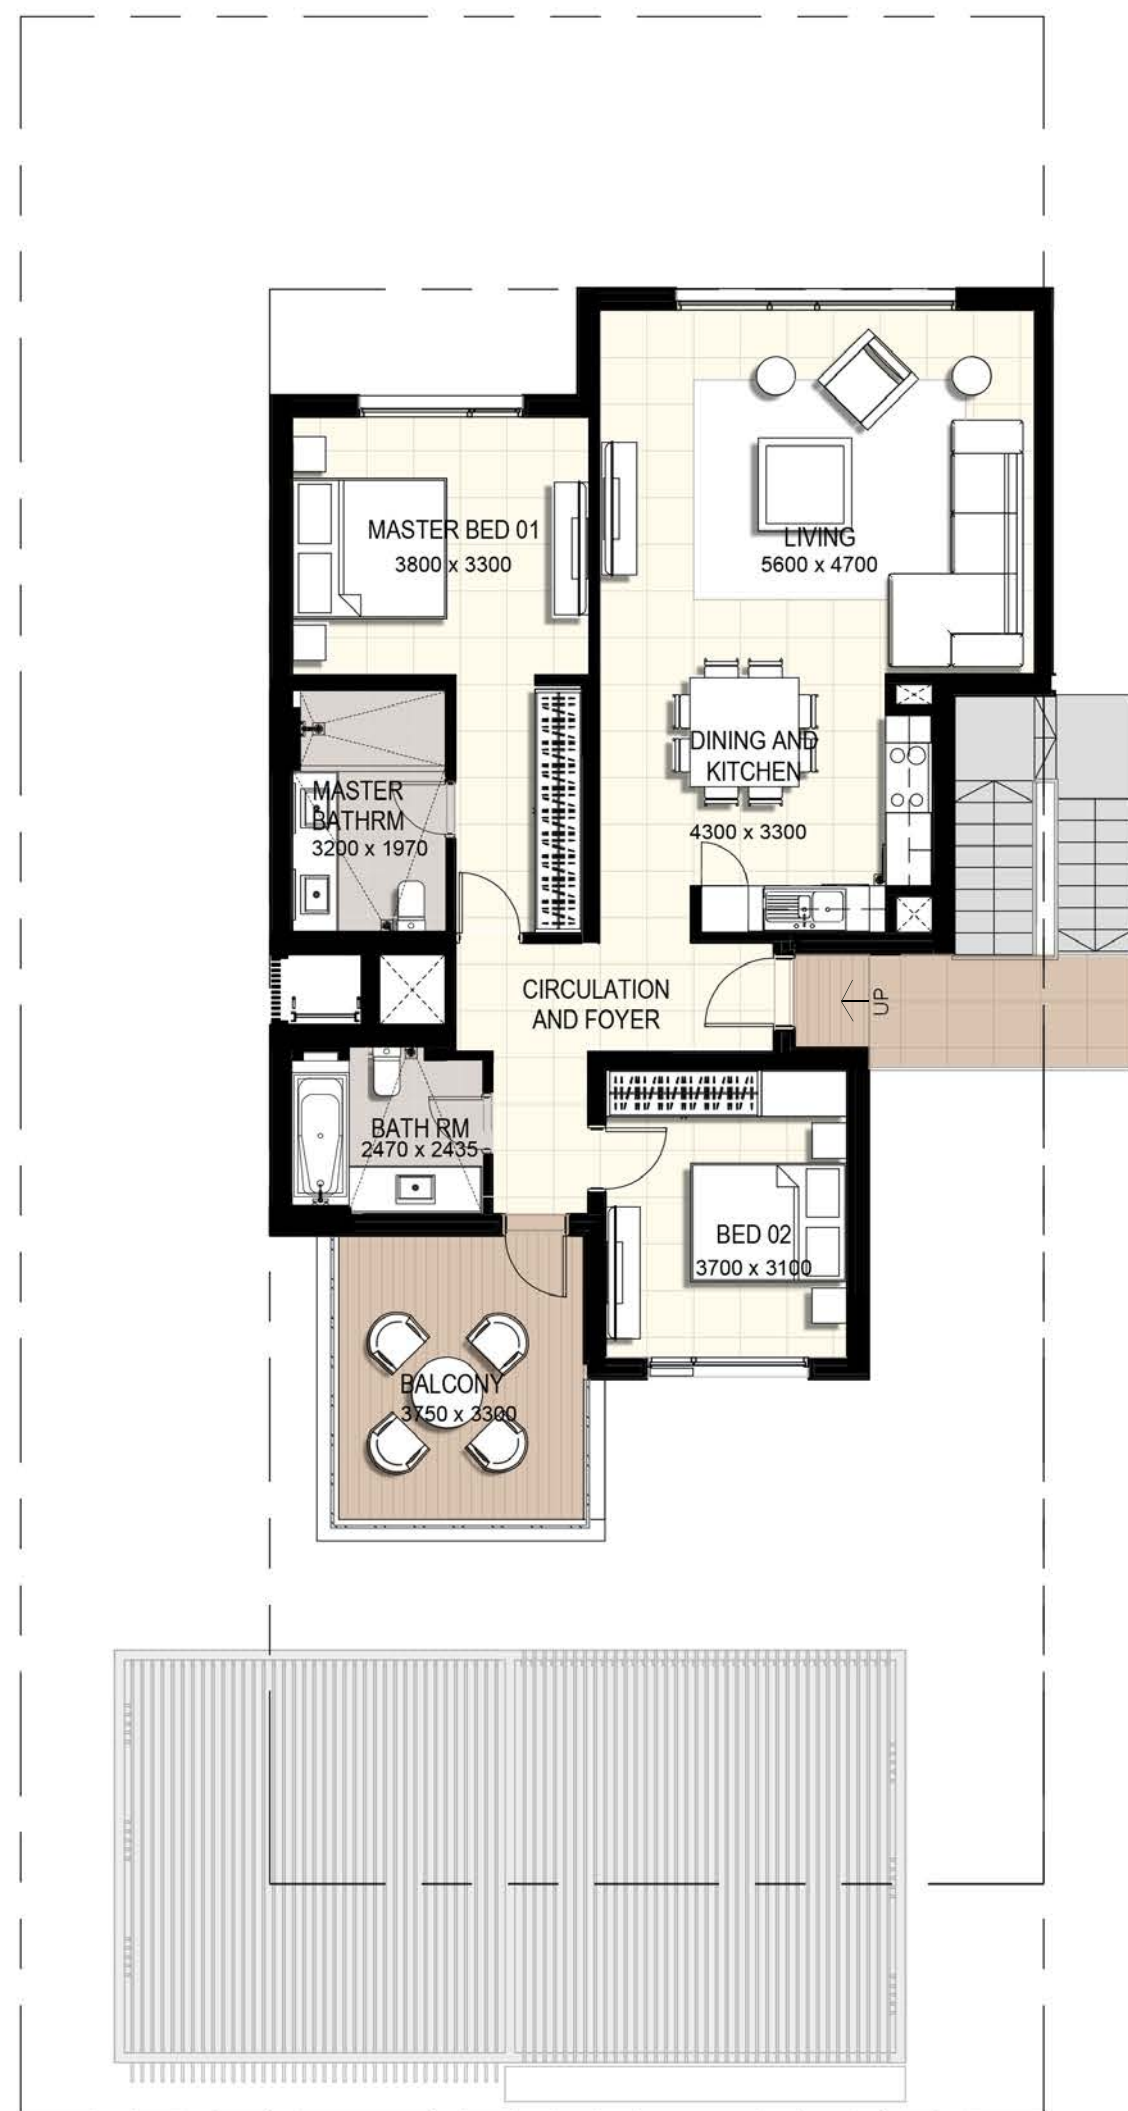 MASTER BED 01
3800 x 3300
LIVING
5600 x 4700
DINING AND
KITCHEN
4300 x 3300
MASTER
BATHRM
3200 x 1970
CIRCULATION
AND FOYER
UP
BATH RM
2470 x 2435
BED 02
3700 x 3100
BALCONY
3750 x 3300